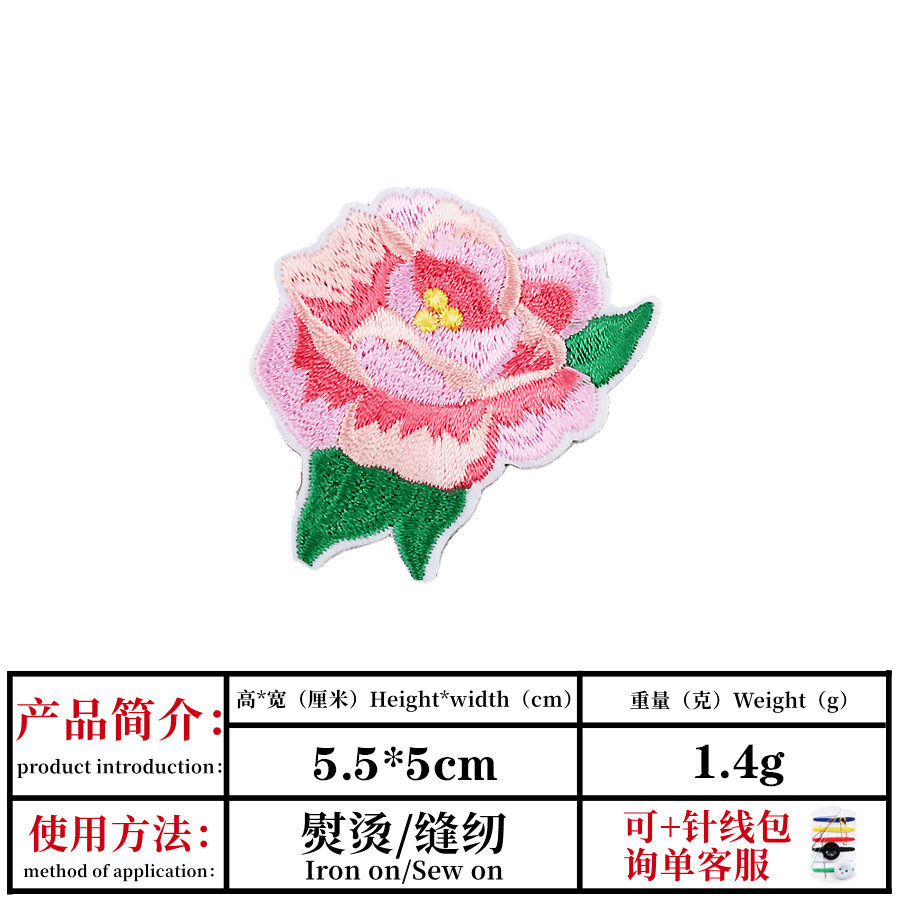 产品简介：
product introduction：
高*宽（厘米）Height*width（cm）
5.5*5cm
重量（克）Weight（g）
1.4g
使用方法：
method of application：
熨烫/缝纫
Iron on/Sew on
可+针线包
询单客服